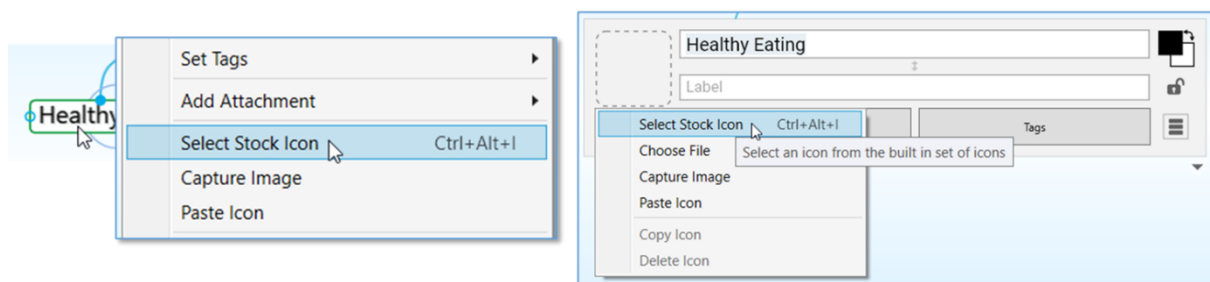 Healthy
Set Tags
Add Attachment
Select Stock Icon Ctrl+Alt+I
Capture Image
Paste Icon
Healthy Eating
Label
Select Stock Icon Ctrl+Alt+I
Tags
Choose File
Select an icon from the built in set of icons
Capture Image
Paste Icon
Copy Icon
Delete Icon